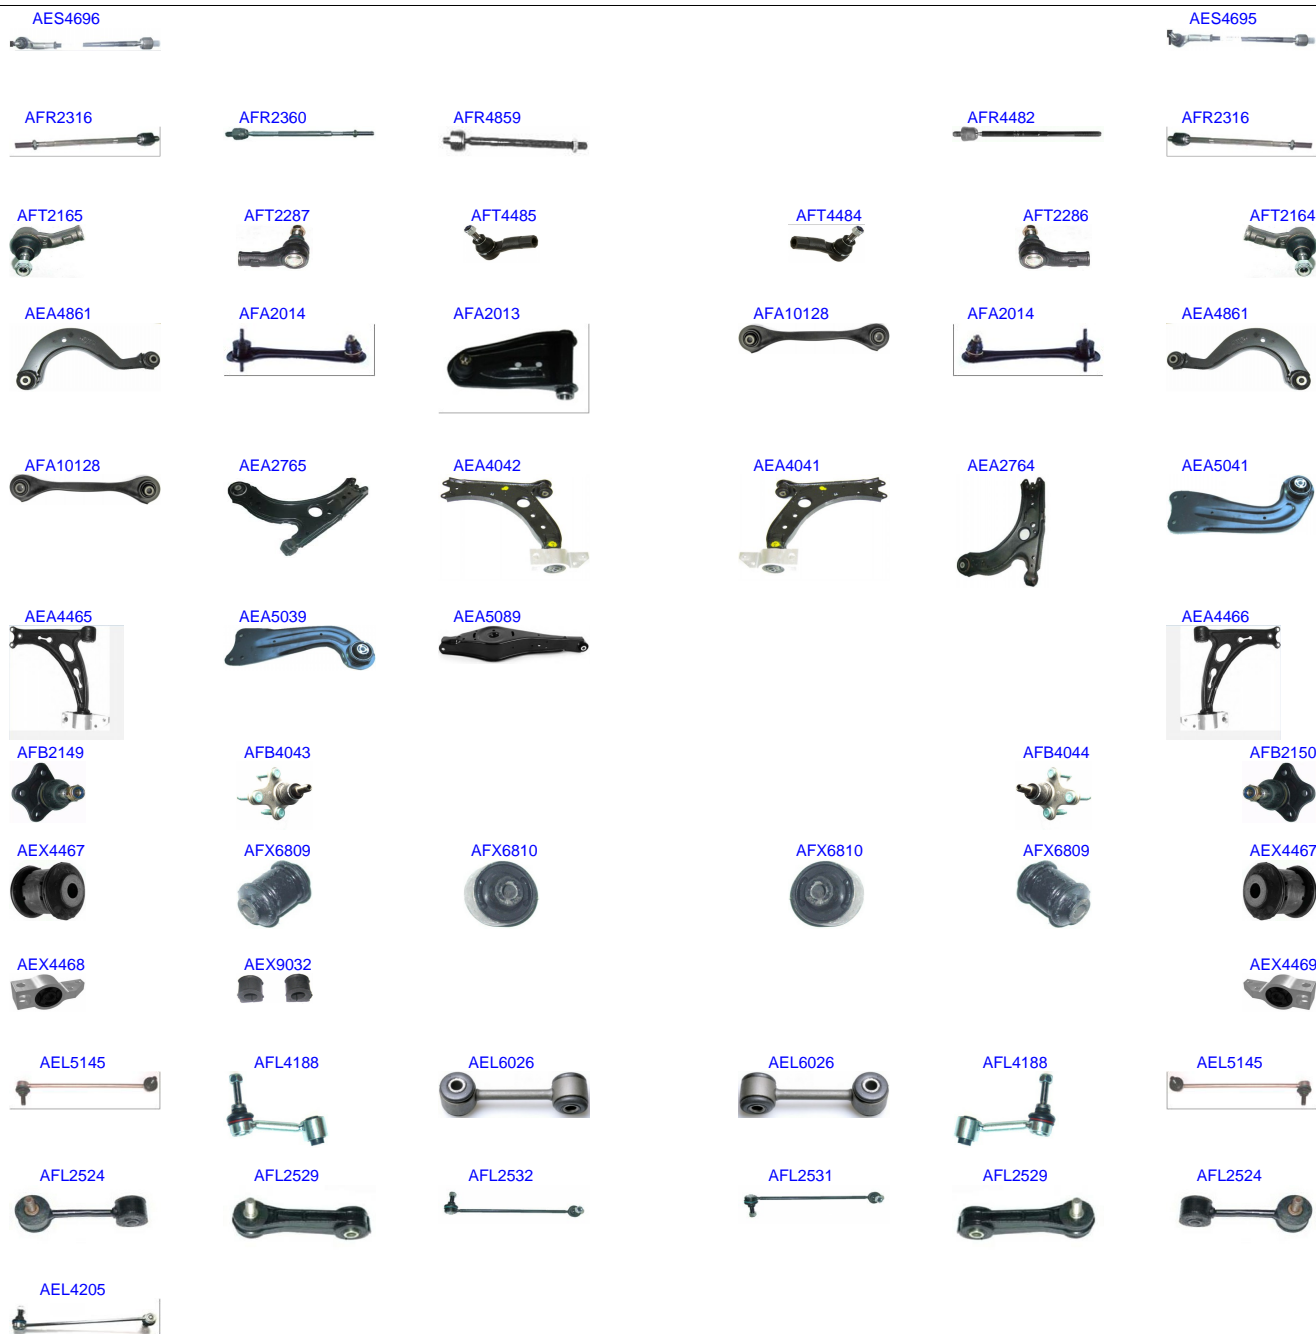 AES4696 AES4695
AFR2316 AFR2360 AFR4859 AFR4482 AFR2316
AFT2165 AFT2287 AFT4485 AFT4484 AFT2286 AFT2164
AEA4861 AFA2014 AFA2013 AFA10128 AFA2014 AEA4861
AFA10128 AEA2765 AEA4042 AEA4041 AEA2764 AEA5041
AEA4465 AEA5039 AEA5089 AEA4466
AFB2149 AFB4043 AFB4044 AFB2150
AEX4467 AFX6809 AFX6810 AFX6810 AFX6809 AEX4467
AEX4468 AEX9032 AEX4469
AEL5145 AFL4188 AEL6026 AEL6026 AFL4188 AEL5145
AFL2524 AFL2529 AFL2532 AFL2531 AFL2529 AFL2524
AEL4205